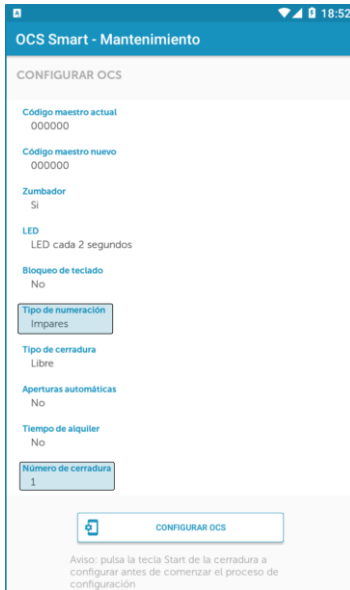 18:52
OCS Smart - Mantenimiento
CONFIGURAR OCS
Código maestro actual
000000
Código maestro nuevo
000000
Zumbador
Si
LED
LED cada 2 segundos
Bloqueo de teclado
No
Tipo de numeración
Impares
Tipo de cerradura
Libre
Aperturas automáticas
No
Tiempo de alquiler
No
Número de cerradura
1
CONFIGURAR OCS
Aviso: pulsa la tecla Start de la cerradura a
configurar antes de comenzar el proceso de
configuración